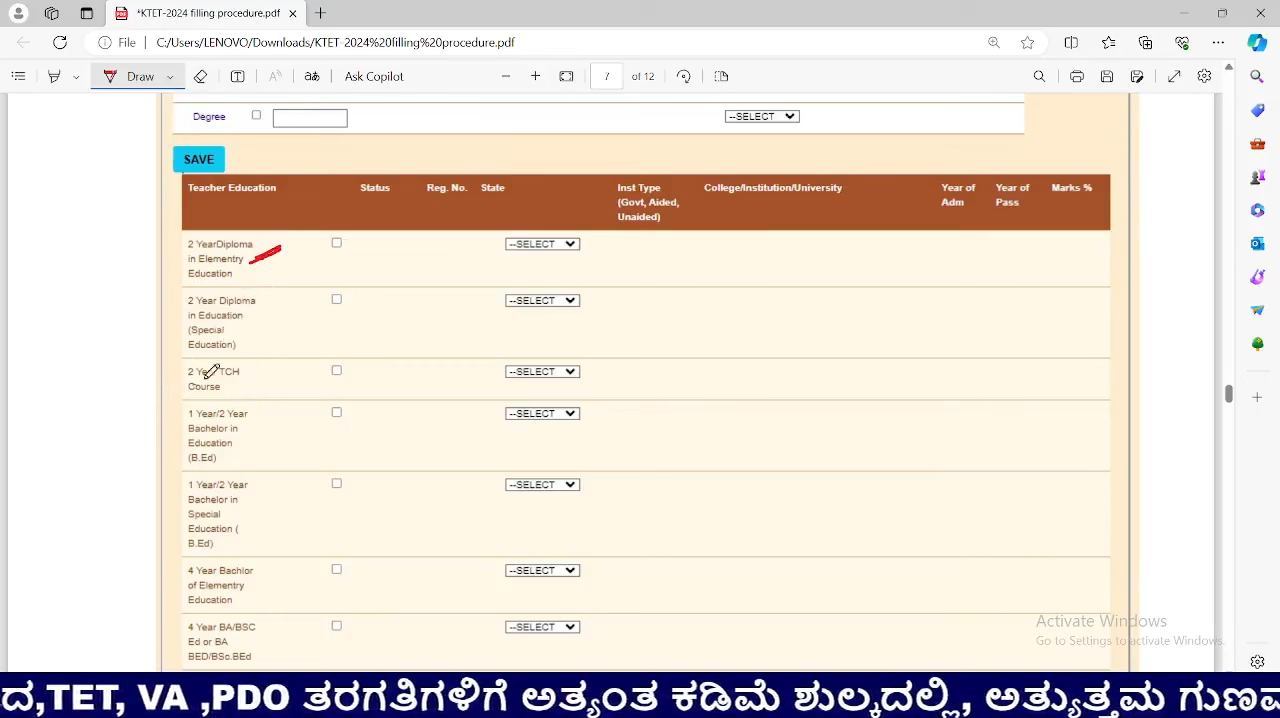 *KTET-2024 filling procedure.pdf
File C:/Users/LENOVO/Downloads/KTET-2024%20filling%20procedure.pdf
Draw Ask Copilot 7 of 12
Degree --SELECT
SAVE
Teacher Education Status Reg. No. State Inst Type (Govt, Aided, Unaided) College/Institution/University Year of Adm Year of Pass Marks %
2 YearDiploma --SELECT
in Elementry
Education
2 Year Diploma --SELECT
in Education
(Special
Education)
2 Year TCH --SELECT
Course
1 Year/2 Year --SELECT
Bachelor in
Education
(B.Ed)
1 Year/2 Year --SELECT
Bachelor in
Special
Education (
B.Ed)
4 Year Bachlor --SELECT
of Elementry
Education
4 Year BA/BSC --SELECT
Ed or BA
BED/BSc.BEd
Activate Windows
Go to Settings to activate Windows.
ದ,TET, VA ,PDO ತರಗತಿಗಳಿಗೆ ಅತ್ಯಂತ ಕಡಿಮೆ ಶುಲ್ಕದಲ್ಲಿ, ಅತ್ಯುತ್ತಮ ಗುಣಮ